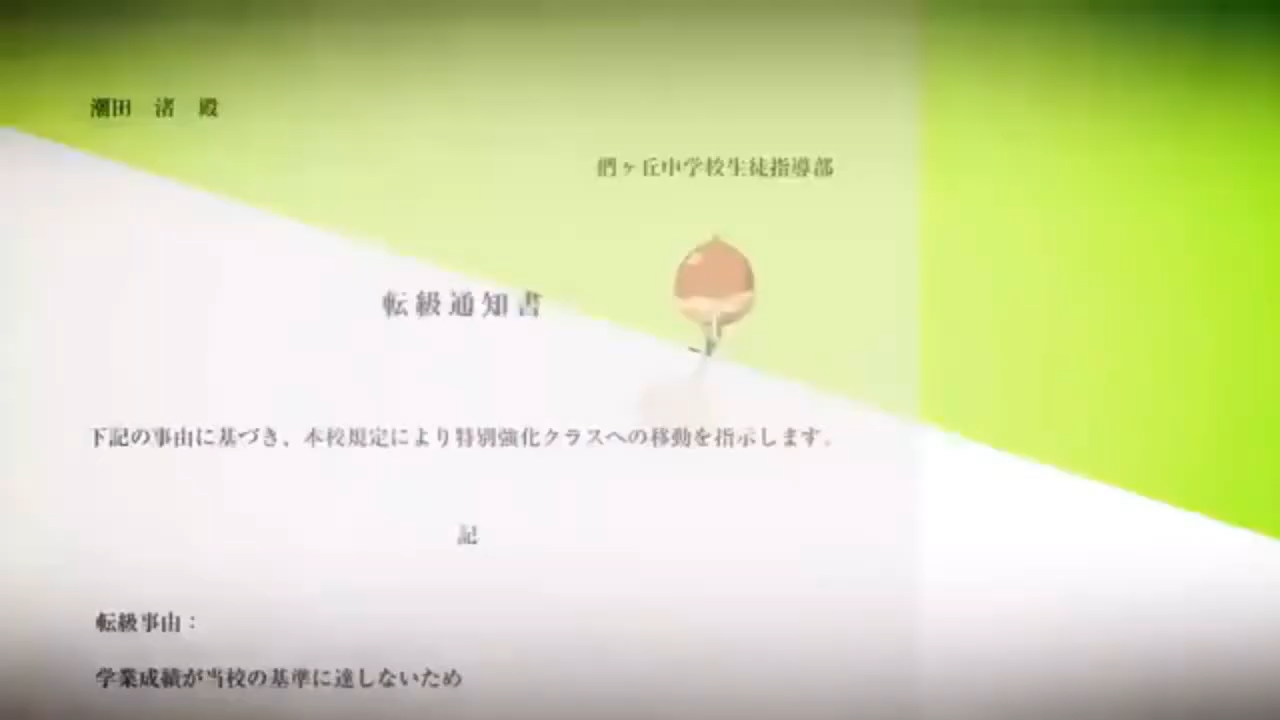 潮田 渚 殿
椚ヶ丘中学校生徒指導部
転級通知書
下記の事由に基づき、本校規定により特別強化クラスへの移動を指示します。
記
転級事由：
学業成績が当校の基準に達しないため